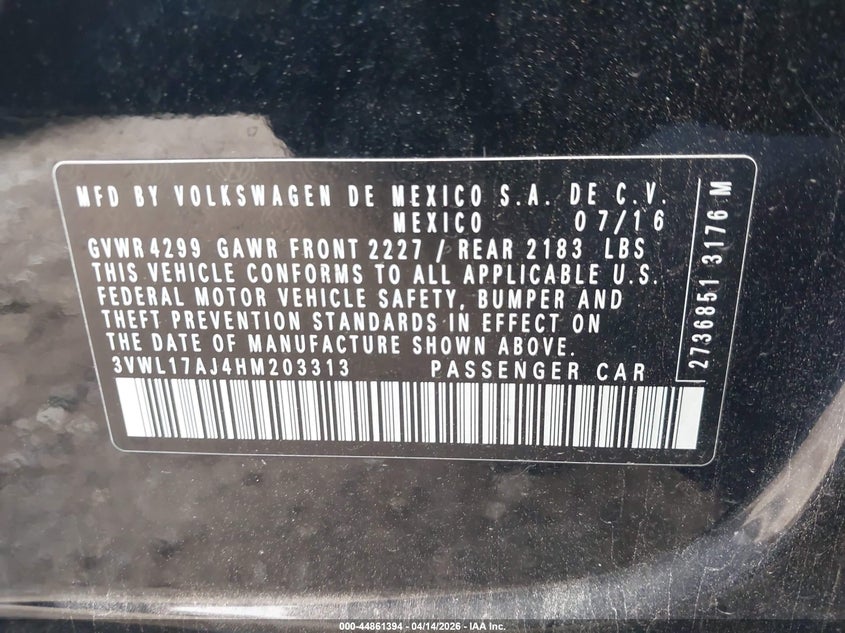 MFD BY VOLKSWAGEN DE MEXICO S.A. DE C.V.
MEXICO 07/16
GVWR 4299 GAWR FRONT 2227 / REAR 2183 LBS
THIS VEHICLE CONFORMS TO ALL APPLICABLE U.S.
FEDERAL MOTOR VEHICLE SAFETY, BUMPER AND
THEFT PREVENTION STANDARDS IN EFFECT ON
THE DATE OF MANUFACTURE SHOWN ABOVE.
3VWL17AJ4HM203313 PASSENGER CAR
2736851 3176 M
000-44861394 - 04/14/2026 - IAA Inc.